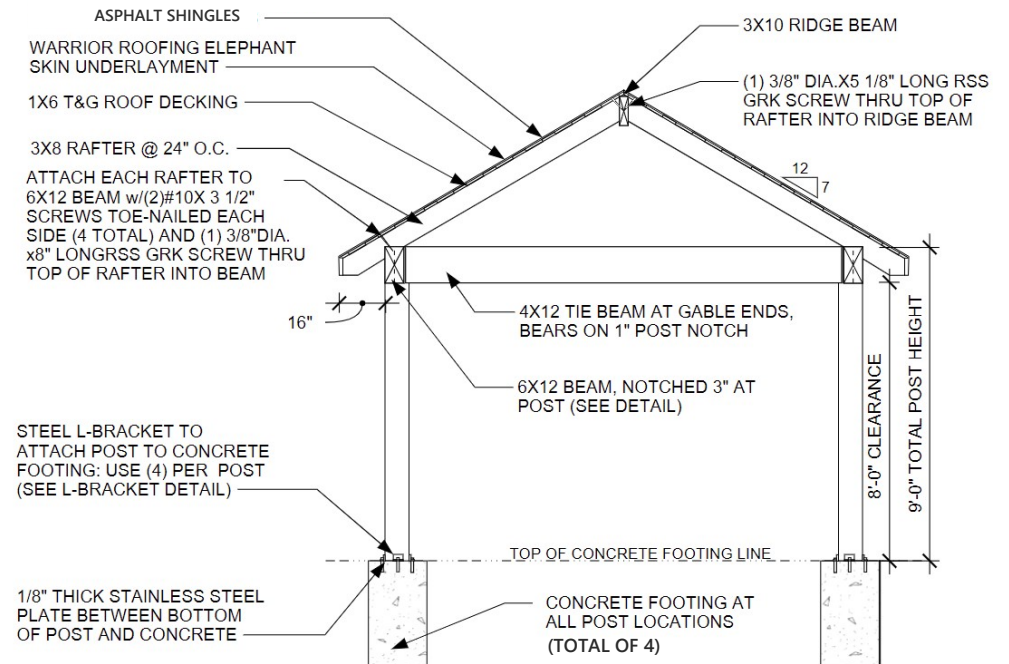 ASPHALT SHINGLES
WARRIOR ROOFING ELEPHANT
SKIN UNDERLAYMENT
1X6 T&G ROOF DECKING
3X8 RAFTER @ 24" O.C.
ATTACH EACH RAFTER TO
6X12 BEAM w/(2)#10X 3 1/2"
SCREWS TOE-NAILED EACH
SIDE (4 TOTAL) AND (1) 3/8"DIA.
x8" LONGRSS GRK SCREW THRU
TOP OF RAFTER INTO BEAM
3X10 RIDGE BEAM
(1) 3/8" DIA.X5 1/8" LONG RSS
GRK SCREW THRU TOP OF
RAFTER INTO RIDGE BEAM
12
7
16"
4X12 TIE BEAM AT GABLE ENDS,
BEARS ON 1" POST NOTCH
6X12 BEAM, NOTCHED 3" AT
POST (SEE DETAIL)
8'-0" CLEARANCE
9'-0" TOTAL POST HEIGHT
STEEL L-BRACKET TO
ATTACH POST TO CONCRETE
FOOTING: USE (4) PER POST
(SEE L-BRACKET DETAIL)
TOP OF CONCRETE FOOTING LINE
1/8" THICK STAINLESS STEEL
PLATE BETWEEN BOTTOM
OF POST AND CONCRETE
CONCRETE FOOTING AT
ALL POST LOCATIONS
(TOTAL OF 4)